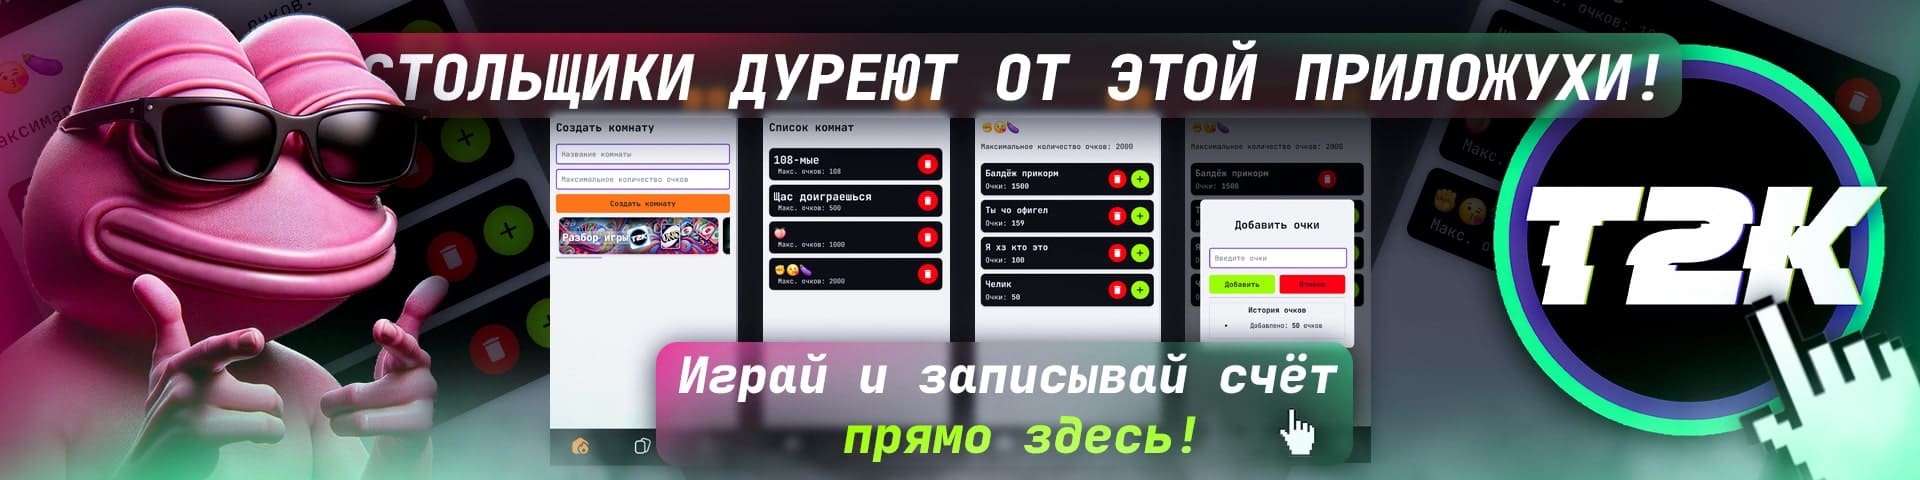 СТОЛЬЩИКИ ДУРЕЮТ ОТ ЭТОЙ ПРИЛОЖУХИ!
Создать комнату
Название комнаты
Максимальное количество очков
Создать комнату
Разбор игры
T2K
UNO
Список комнат
108-мые
Макс. очков: 108
Щас доиграешься
Макс. очков: 500
🍑
Макс. очков: 1000
✊😘🍆
Макс. очков: 2000
✊😘🍆
Максимальное количество очков: 2000
Балдёж прикорм
Очки: 1500
Ты чо офигел
Очки: 159
Я хз кто это
Очки: 100
Челик
Очки: 50
✊😘🍆
Максимальное количество очков: 2000
Балдёж прикорм
Очки: 1500
Добавить очки
Введите очки
Добавить
Отмена
История очков
Добавлено: 50 очков
T2K
Играй и записывай счёт
прямо здесь!